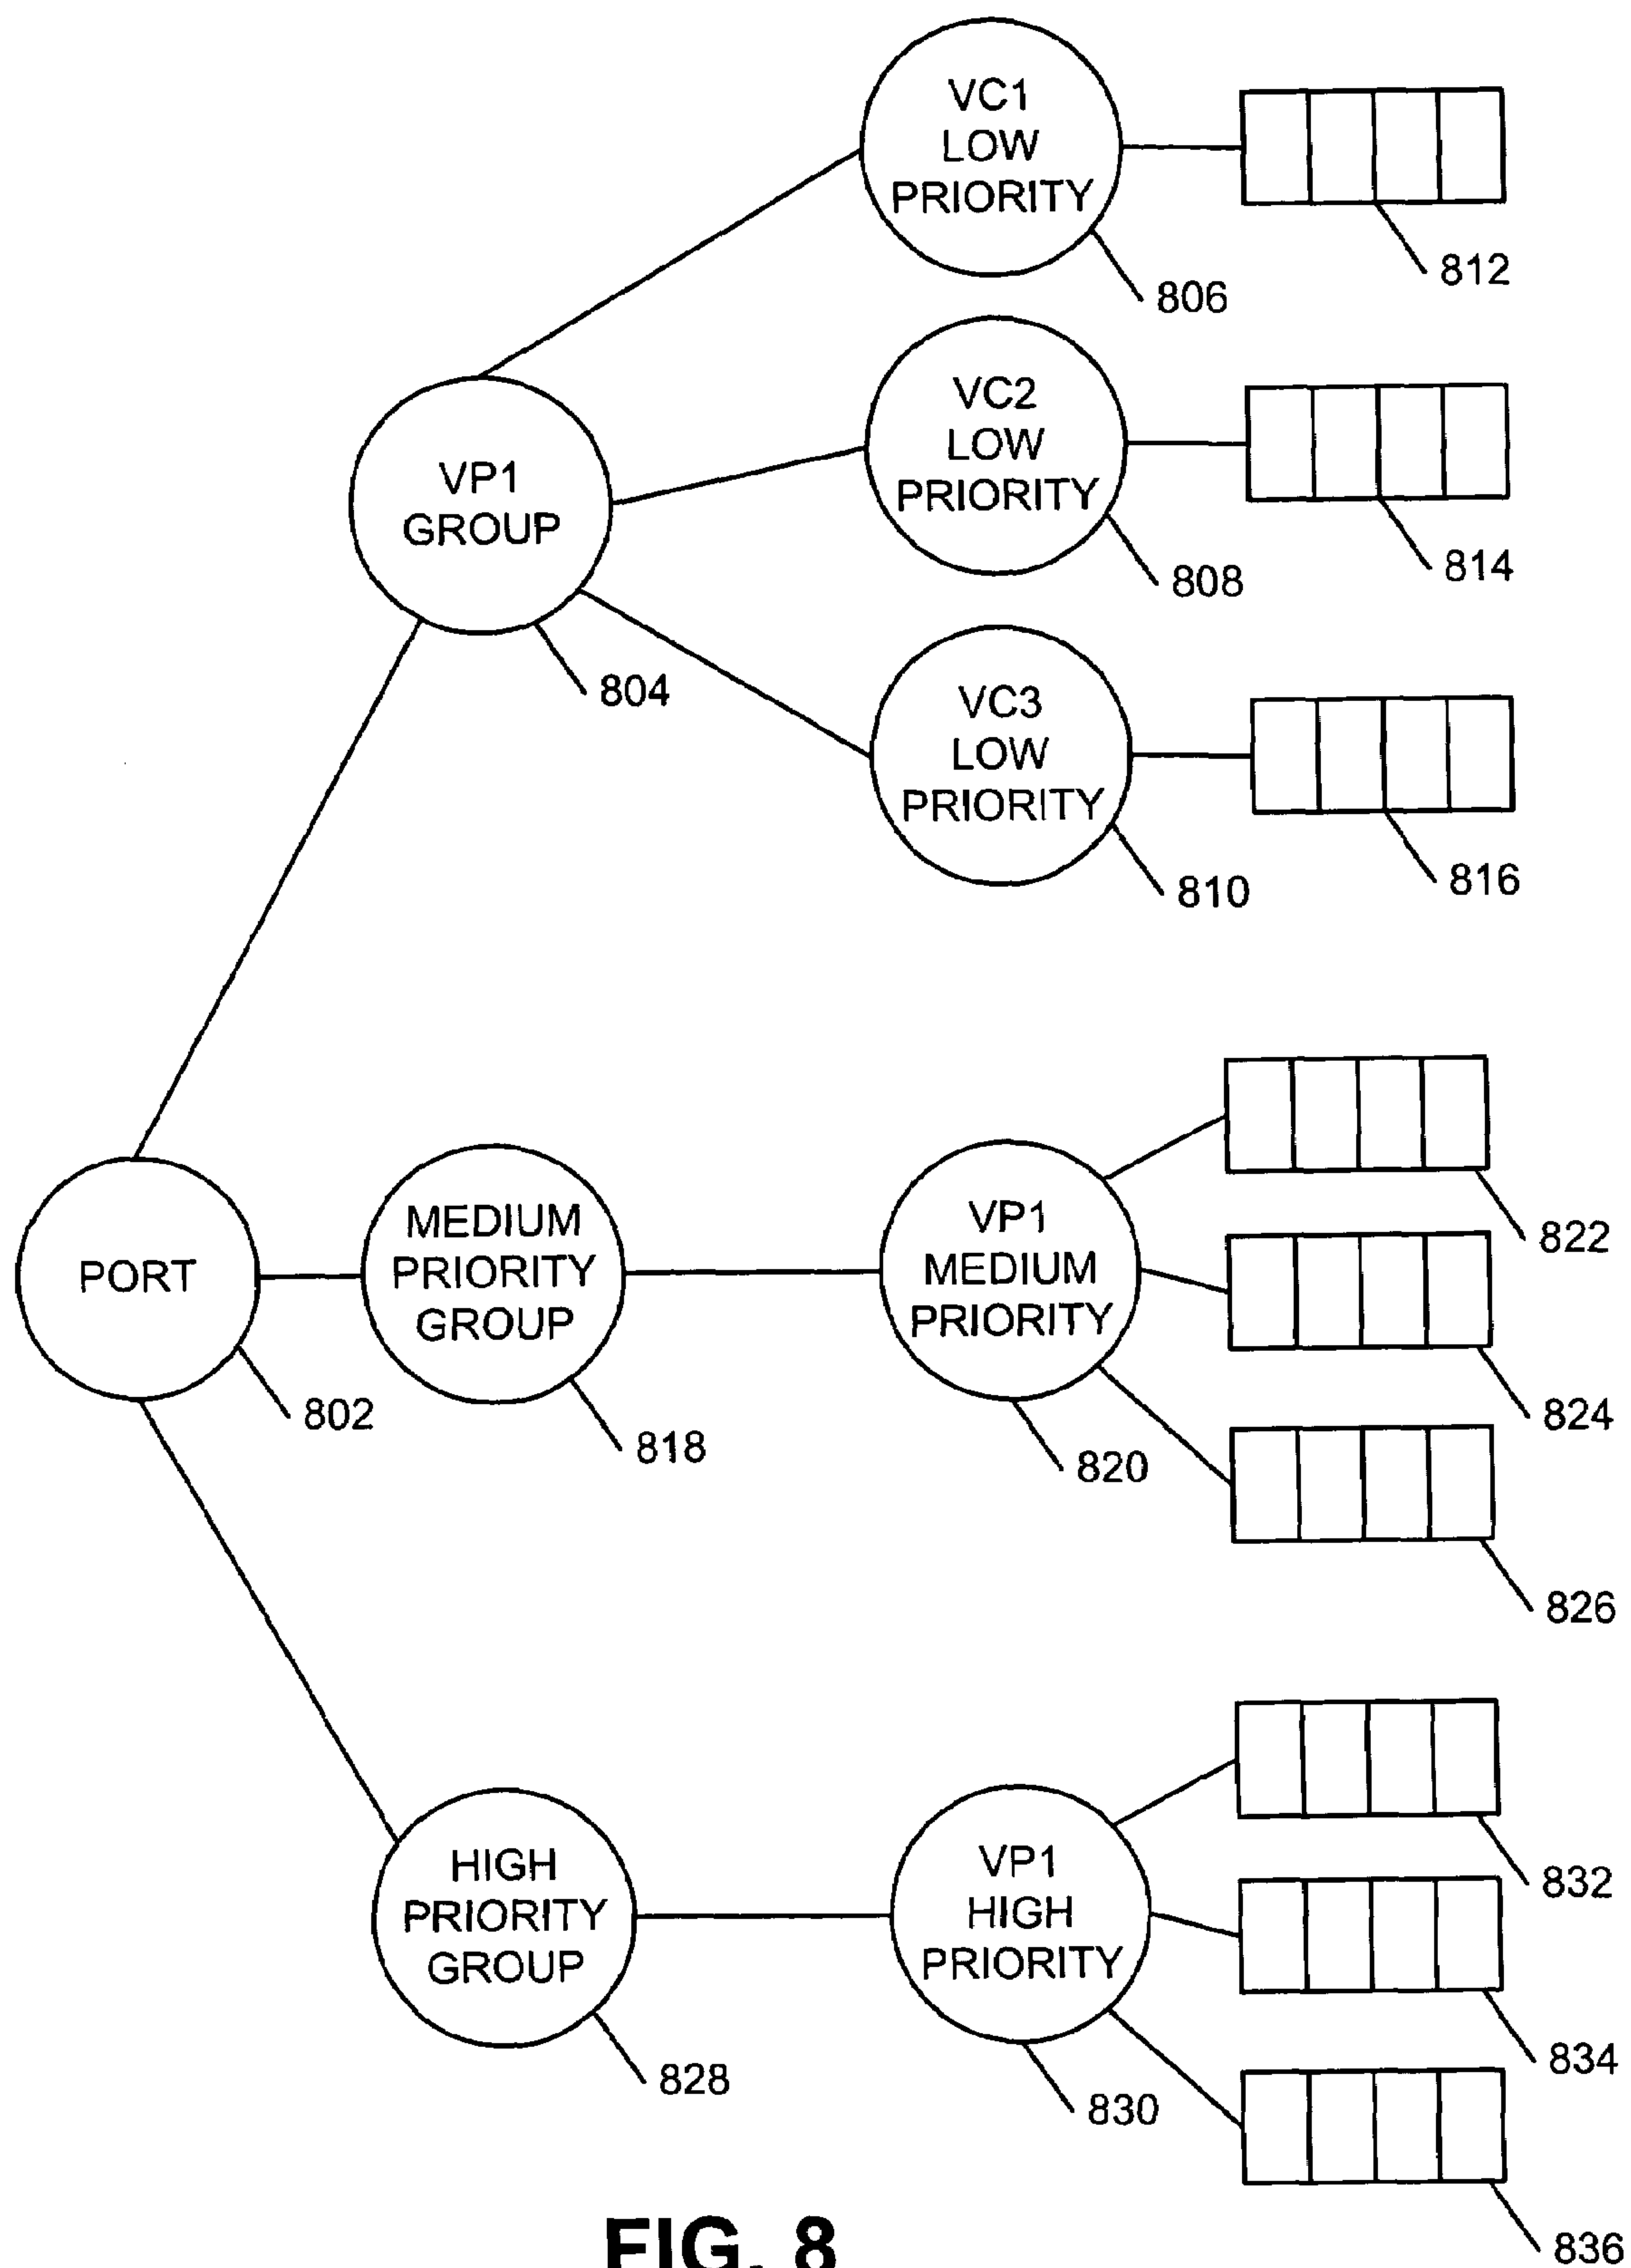 VC1
LOW
PRIORITY
812
806
VC2
LOW
PRIORITY
814
808
VP1
GROUP
804
VC3
LOW
PRIORITY
816
810
822
PORT
802
MEDIUM
PRIORITY
GROUP
818
VP1
MEDIUM
PRIORITY
820
824
826
832
HIGH
PRIORITY
GROUP
828
VP1
HIGH
PRIORITY
830
834
836
FIG. 8